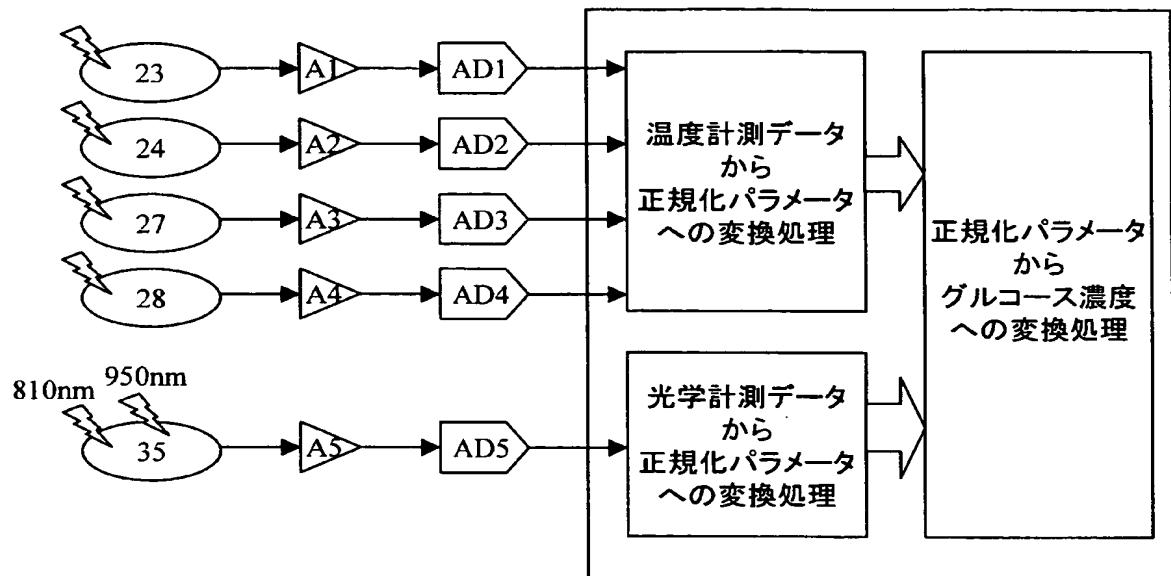 23
A1
AD1
24
A2
AD2
27
A3
AD3
28
A4
AD4
温度計測データ
から
正規化パラメータ
への変換処理
810nm
950nm
35
A5
AD5
光学計測データ
から
正規化パラメータ
への変換処理
正規化パラメータ
から
グルコース濃度
への変換処理